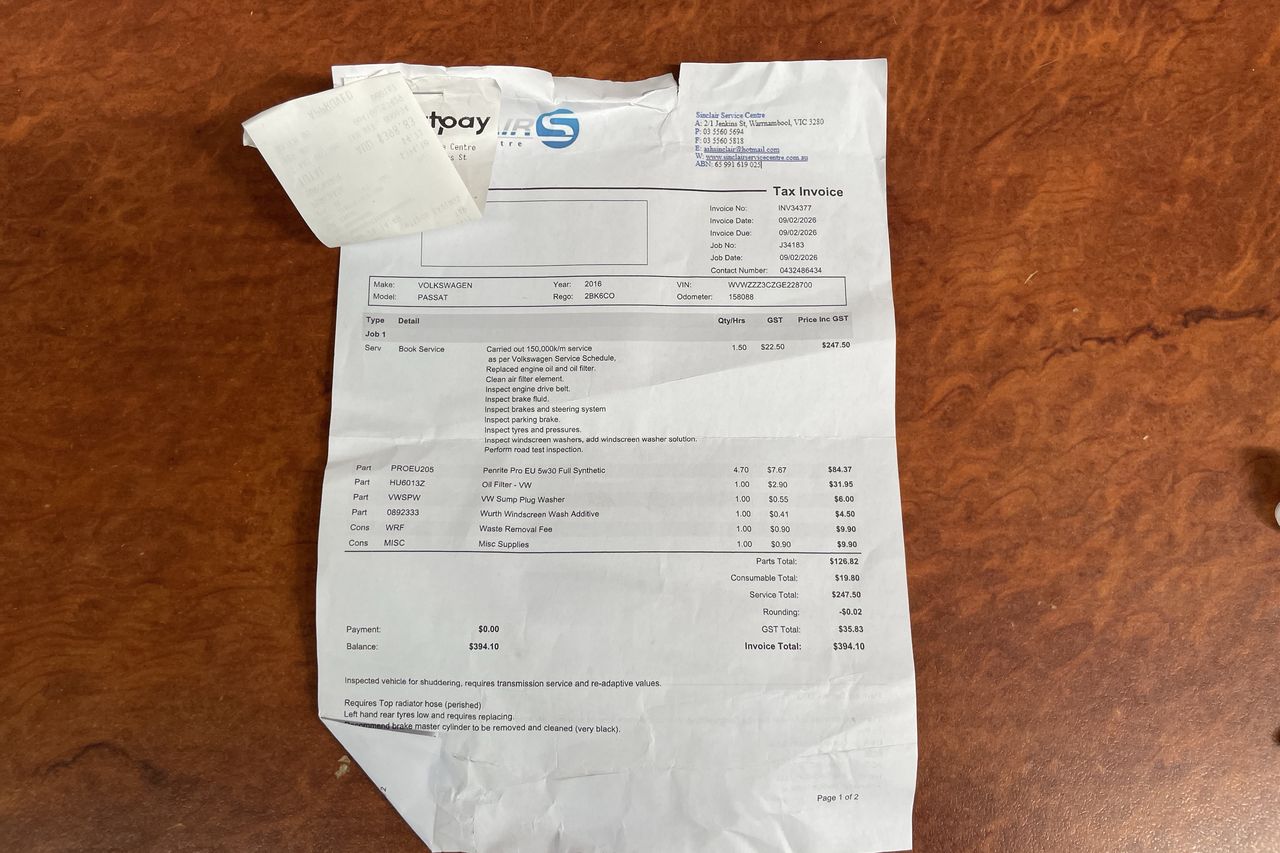 tpay
IR
Centre
s St
tre
Sinclair Service Centre
A: 2/1 Jenkins St, Warrnambool, VIC 3280
P: 03 5560 5694
F: 03 5560 5818
E: ashsinclair@hotmail.com
W: www.sinclairservicecentre.com.au
ABN: 65 991 619 025
Tax Invoice
Invoice No: INV34377
Invoice Date: 09/02/2026
Invoice Due: 09/02/2026
Job No: J34183
Job Date: 09/02/2026
Contact Number: 0432486434
Make: VOLKSWAGEN Year: 2016 VIN: WVWZZZ3CZGE228700
Model: PASSAT Rego: 2BK6CO Odometer: 158088
Type Detail Qty/Hrs GST Price Inc GST
Job 1
Serv Book Service Carried out 150,000k/m service 1.50 $22.50 $247.50
as per Volkswagen Service Schedule,
Replaced engine oil and oil filter.
Clean air filter element.
Inspect engine drive belt.
Inspect brake fluid.
Inspect brakes and steering system
Inspect parking brake.
Inspect tyres and pressures.
Inspect windscreen washers, add windscreen washer solution.
Perform road test inspection.
Part PROEU205 Penrite Pro EU 5w30 Full Synthetic 4.70 $7.67 $84.37
Part HU6013Z Oil Filter - VW 1.00 $2.90 $31.95
Part VWSPW VW Sump Plug Washer 1.00 $0.55 $6.00
Part 0892333 Wurth Windscreen Wash Additive 1.00 $0.41 $4.50
Cons WRF Waste Removal Fee 1.00 $0.90 $9.90
Cons MISC Misc Supplies 1.00 $0.90 $9.90
Parts Total: $126.82
Consumable Total: $19.80
Service Total: $247.50
Rounding: -$0.02
Payment: $0.00 GST Total: $35.83
Balance: $394.10 Invoice Total: $394.10
Inspected vehicle for shuddering, requires transmission service and re-adaptive values.
Requires Top radiator hose (perished)
Left hand rear tyres low and requires replacing.
Recommend brake master cylinder to be removed and cleaned (very black).
Page 1 of 2